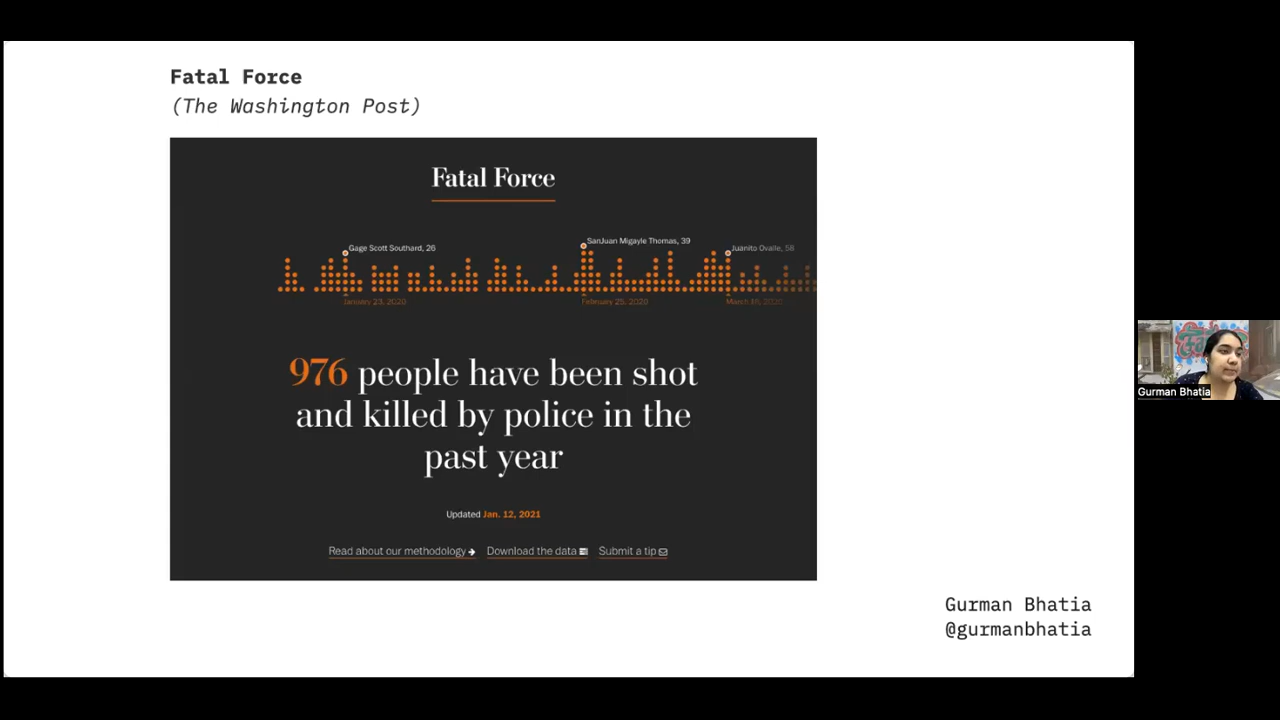 Fatal Force
(The Washington Post)
Fatal Force
Gage Scott Southard, 26
SanJuan Migayle Thomas, 39
Juanito Ovalle, 58
January 23, 2020
February 25, 2020
976 people have been shot
and killed by police in the
past year
Updated Jan. 12, 2021
Read about our methodology
Download the data
Submit a tip
Gurman Bhatia
@gurmanbhatia
Gurman Bhatia